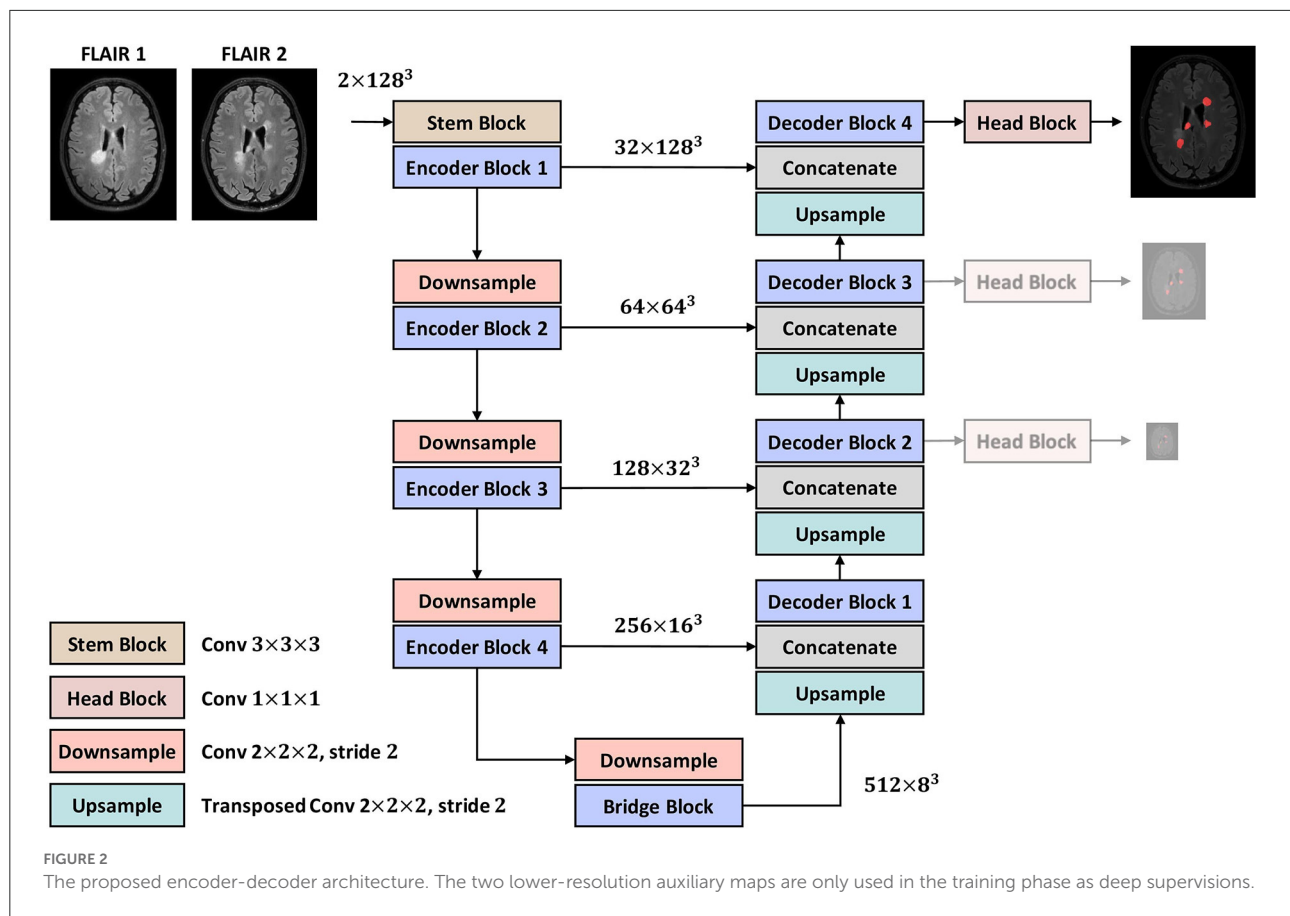 FLAIR 1
FLAIR 2
2×128³
Stem Block
Encoder Block 1
32×128³
Decoder Block 4
Head Block
Concatenate
Upsample
Downsample
Encoder Block 2
64×64³
Decoder Block 3
Head Block
Concatenate
Upsample
Downsample
Encoder Block 3
128×32³
Decoder Block 2
Head Block
Concatenate
Upsample
Downsample
Encoder Block 4
256×16³
Decoder Block 1
Concatenate
Upsample
Downsample
Bridge Block
512×8³
Stem Block Conv 3×3×3
Head Block Conv 1×1×1
Downsample Conv 2×2×2, stride 2
Upsample Transposed Conv 2×2×2, stride 2
FIGURE 2
The proposed encoder-decoder architecture. The two lower-resolution auxiliary maps are only used in the training phase as deep supervisions.